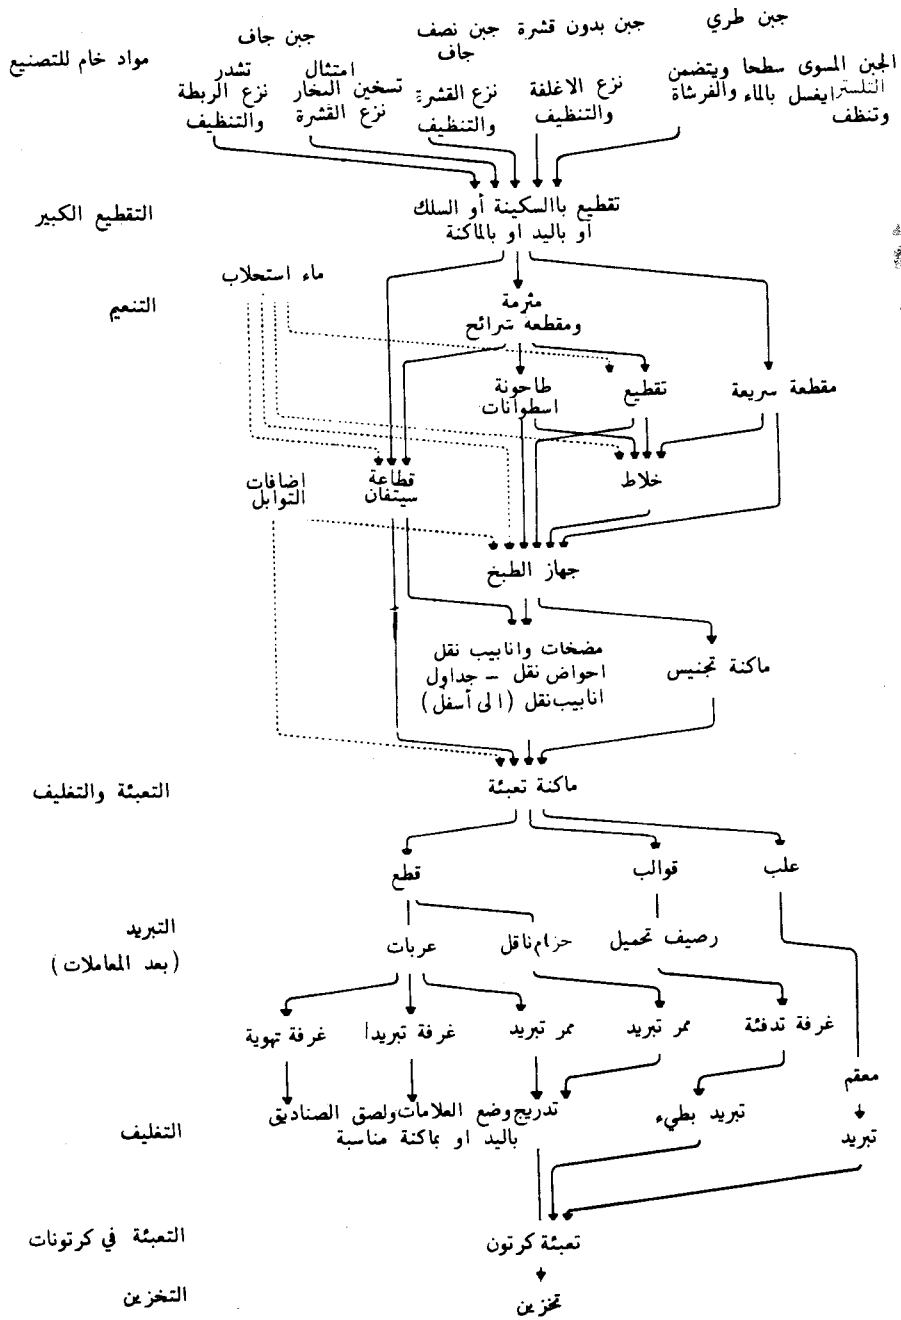 جبن طري
جبن بدون قشرة
جبن نصف
جاف
جبن جاف
مواد خام للتصنيع
الجبن المسوى سطحا ويتضمن
ايغسل بالماء والفرشاة
وتنظف
نزع الاغلفة
والتنظيف
نزع القشرة
والتنظيف
امتثال
تسخين البخار
نزع القشرة
تشدر
نزع الربطة
والتنظيف
التقطيع الكبير
تقطيع باالسكينة أو السلك
او باليد او بالماكنة
ماء استحلاب
التنعيم
مثرمة
ومقطعة شرائح
مقطعة سريعة
تقطيع
طاحونة
اسطوانات
خلاط
قطاعة
سيتفان
اضافات
التوابل
جهاز الطبخ
مضخات وانابيب نقل
احواض نقل – جداول
انابيب نقل (الى أسفل)
ماكنة تجنيس
التعبئة والتغليف
ماكنة تعبئة
علب
قوالب
قطع
التبريد
(بعد المعاملات)
رصيف تحميل
حزام ناقل
عربات
غرفة تدفئة
ممر تبريد
ممر تبريد
غرفة تبريدا
غرفة تهوية
معقم
التغليف
تدريج وضع العلامات ولصق الصناديق
باليد او بماكنة مناسبة
تبريد بطيء
تبريد
التعبئة في كرتونات
تعبئة كرتون
التخزين
تخزين